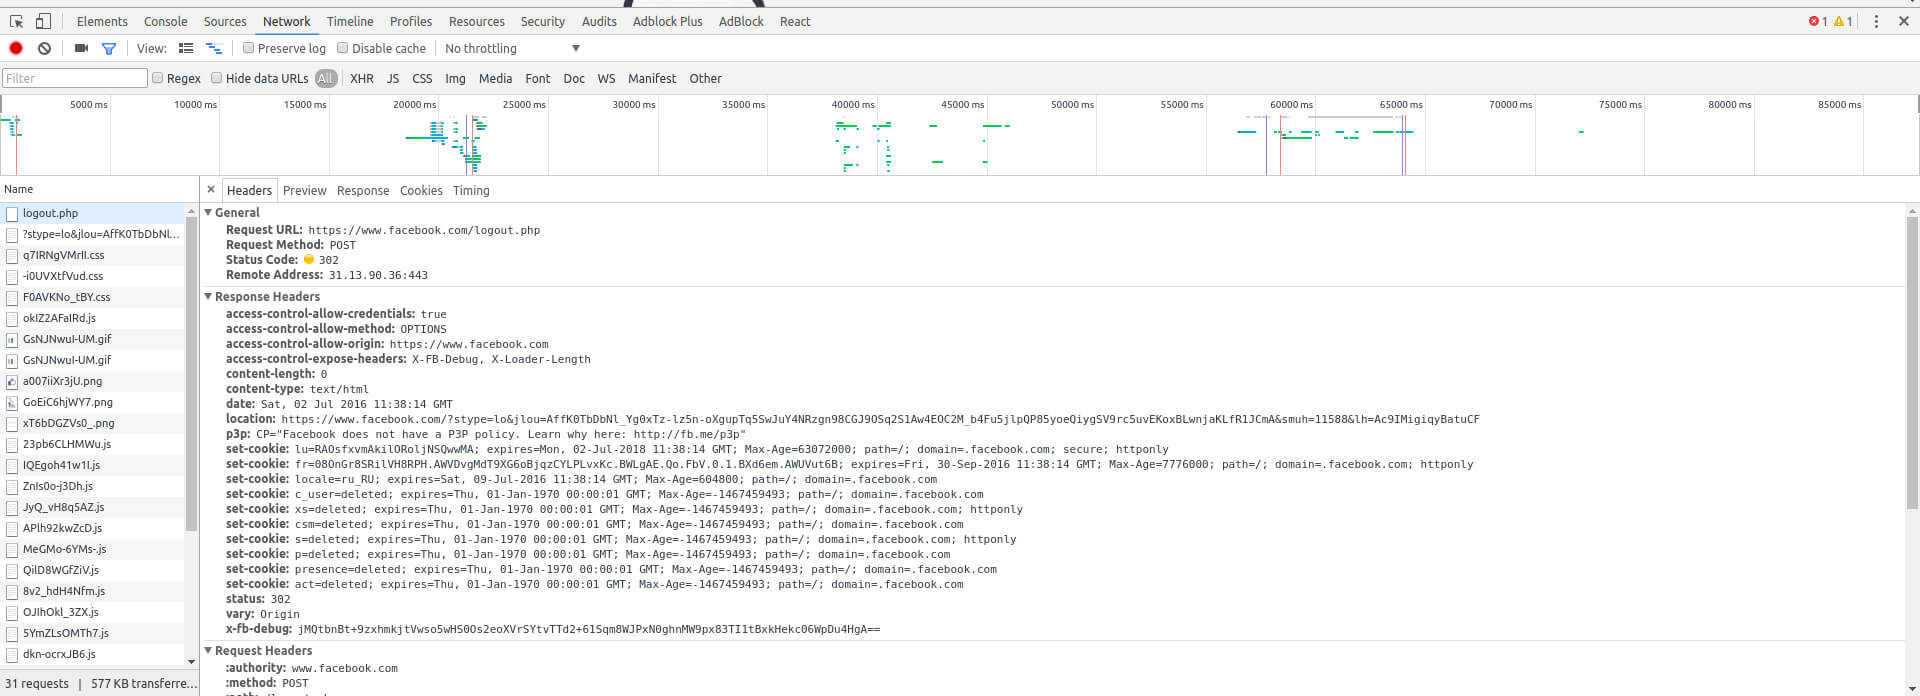 Elements Console Sources Network Timeline Profiles Resources Security Audits Adblock Plus AdBlock React 1 1
View: Preserve log Disable cache No throttling
Filter Regex Hide data URLs All XHR JS CSS Img Media Font Doc WS Manifest Other
5000 ms 10000 ms 15000 ms 20000 ms 25000 ms 30000 ms 35000 ms 40000 ms 45000 ms 50000 ms 55000 ms 60000 ms 65000 ms 70000 ms 75000 ms 80000 ms 85000 ms
Name
logout.php
?stype=lo&jlou=AffK0TbDbNl...
q7IRNgVMrII.css
-i0UVXtfVud.css
F0AVKNo_tBY.css
okIZ2AFaIRd.js
GsNJNwuI-UM.gif
GsNJNwuI-UM.gif
a007iiXr3jU.png
GoEiC6hjWY7.png
xT6bDGZVs0_.png
23pb6CLHMWu.js
IQEgoh41w1I.js
ZnIs0o-j3Dh.js
JyQ_vH8q5AZ.js
APlh92kwZcD.js
MeGMo-6YMs-.js
QilD8WGfZiV.js
8v2_hdH4Nfm.js
OJIhOkl_3ZX.js
5YmZLsOMTh7.js
dkn-ocrxJB6.js
31 requests | 577 KB transferre...
× Headers Preview Response Cookies Timing
General
Request URL: https://www.facebook.com/logout.php
Request Method: POST
Status Code: 302
Remote Address: 31.13.90.36:443
Response Headers
access-control-allow-credentials: true
access-control-allow-method: OPTIONS
access-control-allow-origin: https://www.facebook.com
access-control-expose-headers: X-FB-Debug, X-Loader-Length
content-length: 0
content-type: text/html
date: Sat, 02 Jul 2016 11:38:14 GMT
location: https://www.facebook.com/?stype=lo&jlou=AffK0TbDbNl_Yg0xTz-lz5n-oXgupTq5SwJuY4NRzgn98CGJ9OSq2S1Aw4EOC2M_b4Fu5jlpQP85yoeQiygSV9rc5uvEKoxBLwnjaKLfR1JCmA&smuh=11588&lh=Ac9IMigiqyBatuCF
p3p: CP="Facebook does not have a P3P policy. Learn why here: http://fb.me/p3p"
set-cookie: lu=RAOsfxvmAkilORoljNSQwwMA; expires=Mon, 02-Jul-2018 11:38:14 GMT; Max-Age=63072000; path=/; domain=.facebook.com; secure; httponly
set-cookie: fr=08OnGr8SRilVH8RPH.AWVDvgMdT9XG6oBjqzCYLPLvxKc.BWLgAE.Qo.FbV.0.1.BXd6em.AWUVut6B; expires=Fri, 30-Sep-2016 11:38:14 GMT; Max-Age=7776000; path=/; domain=.facebook.com; httponly
set-cookie: locale=ru_RU; expires=Sat, 09-Jul-2016 11:38:14 GMT; Max-Age=604800; path=/; domain=.facebook.com
set-cookie: c_user=deleted; expires=Thu, 01-Jan-1970 00:00:01 GMT; Max-Age=-1467459493; path=/; domain=.facebook.com
set-cookie: xs=deleted; expires=Thu, 01-Jan-1970 00:00:01 GMT; Max-Age=-1467459493; path=/; domain=.facebook.com; httponly
set-cookie: csm=deleted; expires=Thu, 01-Jan-1970 00:00:01 GMT; Max-Age=-1467459493; path=/; domain=.facebook.com
set-cookie: s=deleted; expires=Thu, 01-Jan-1970 00:00:01 GMT; Max-Age=-1467459493; path=/; domain=.facebook.com; httponly
set-cookie: p=deleted; expires=Thu, 01-Jan-1970 00:00:01 GMT; Max-Age=-1467459493; path=/; domain=.facebook.com
set-cookie: presence=deleted; expires=Thu, 01-Jan-1970 00:00:01 GMT; Max-Age=-1467459493; path=/; domain=.facebook.com
set-cookie: act=deleted; expires=Thu, 01-Jan-1970 00:00:01 GMT; Max-Age=-1467459493; path=/; domain=.facebook.com
status: 302
vary: Origin
x-fb-debug: jMQtbnBt+9zxhmkjtVwso5wHS0Os2eoXVrSYtvTTd2+61Sqm8WJPxN0ghnMW9px83TI1tBxkHekc06WpDu4HgA==
Request Headers
:authority: www.facebook.com
:method: POST